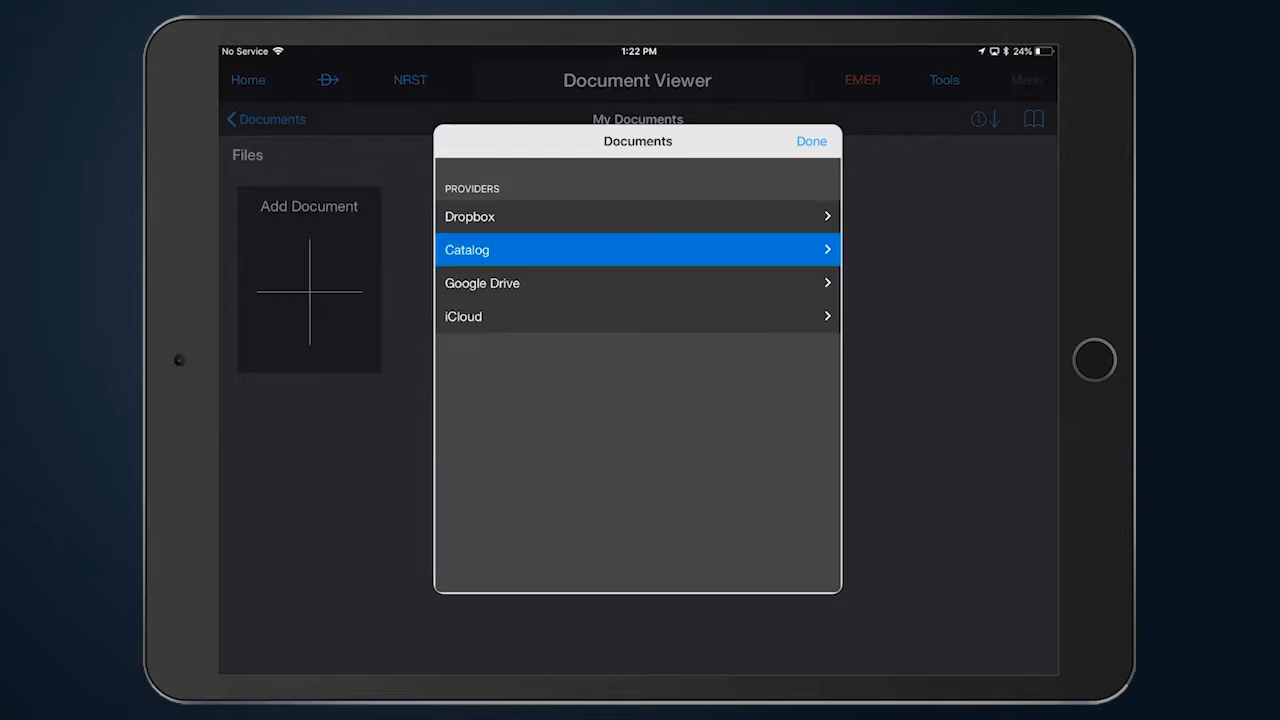 No Service 1:22 PM 24%
Home NRST Document Viewer EMER Tools Menu
Documents My Documents
Files
Add Document
Documents Done
PROVIDERS
Dropbox
Catalog
Google Drive
iCloud